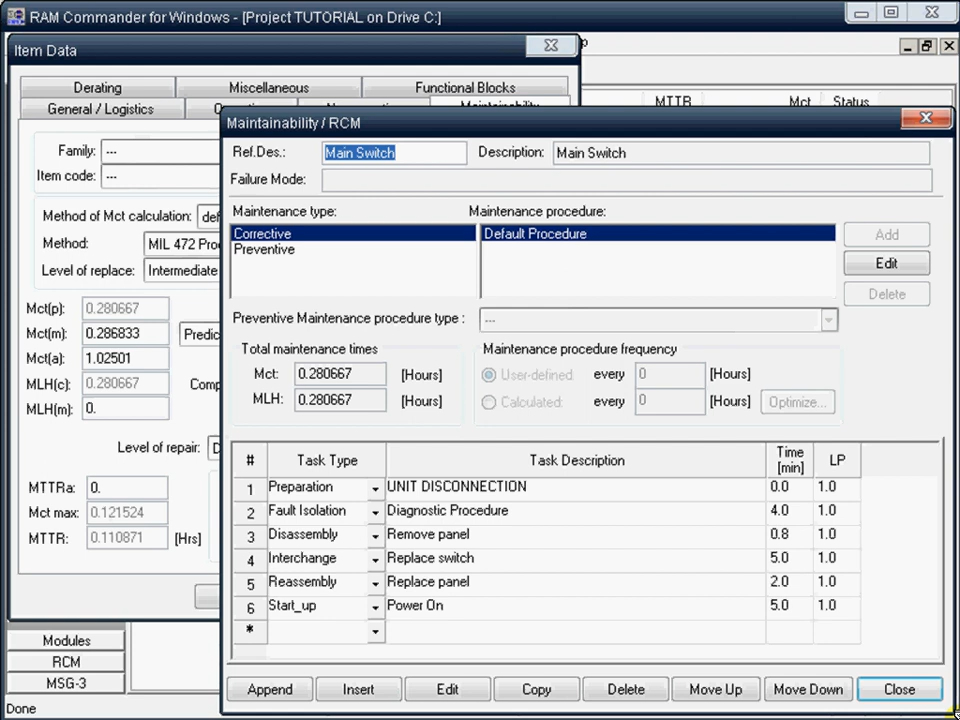 RAM Commander for Windows - [Project TUTORIAL on Drive C:]
Item Data
Derating Miscellaneous Functional Blocks
General / Logistics Maintainability
MTTR Mct Status
Maintainability / RCM
Family: ---
Item code: ---
Ref.Des.: Main Switch Description: Main Switch
Failure Mode:
Method of Mct calculation:
Method: MIL 472
Level of replace: Intermediate
Maintenance type: Maintenance procedure:
Corrective Default Procedure
Preventive
Add
Edit
Delete
Preventive Maintenance procedure type : ---
Mct(p): 0.280667
Mct(m): 0.286833
Mct(a): 1.02501
MLH(c): 0.280667
MLH(m): 0.
Total maintenance times Maintenance procedure frequency
Mct: 0.280667 [Hours] User-defined: every 0 [Hours]
MLH: 0.280667 [Hours] Calculated: every 0 [Hours] Optimize...
Level of repair:
MTTRa: 0.
Mct max: 0.121524
MTTR: 0.110871 [Hrs]
# Task Type Task Description Time [min] LP
1 Preparation UNIT DISCONNECTION 0.0 1.0
2 Fault Isolation Diagnostic Procedure 4.0 1.0
3 Disassembly Remove panel 0.8 1.0
4 Interchange Replace switch 5.0 1.0
5 Reassembly Replace panel 2.0 1.0
6 Start_up Power On 5.0 1.0
*
Modules
RCM
MSG-3
Append Insert Edit Copy Delete Move Up Move Down Close
Done